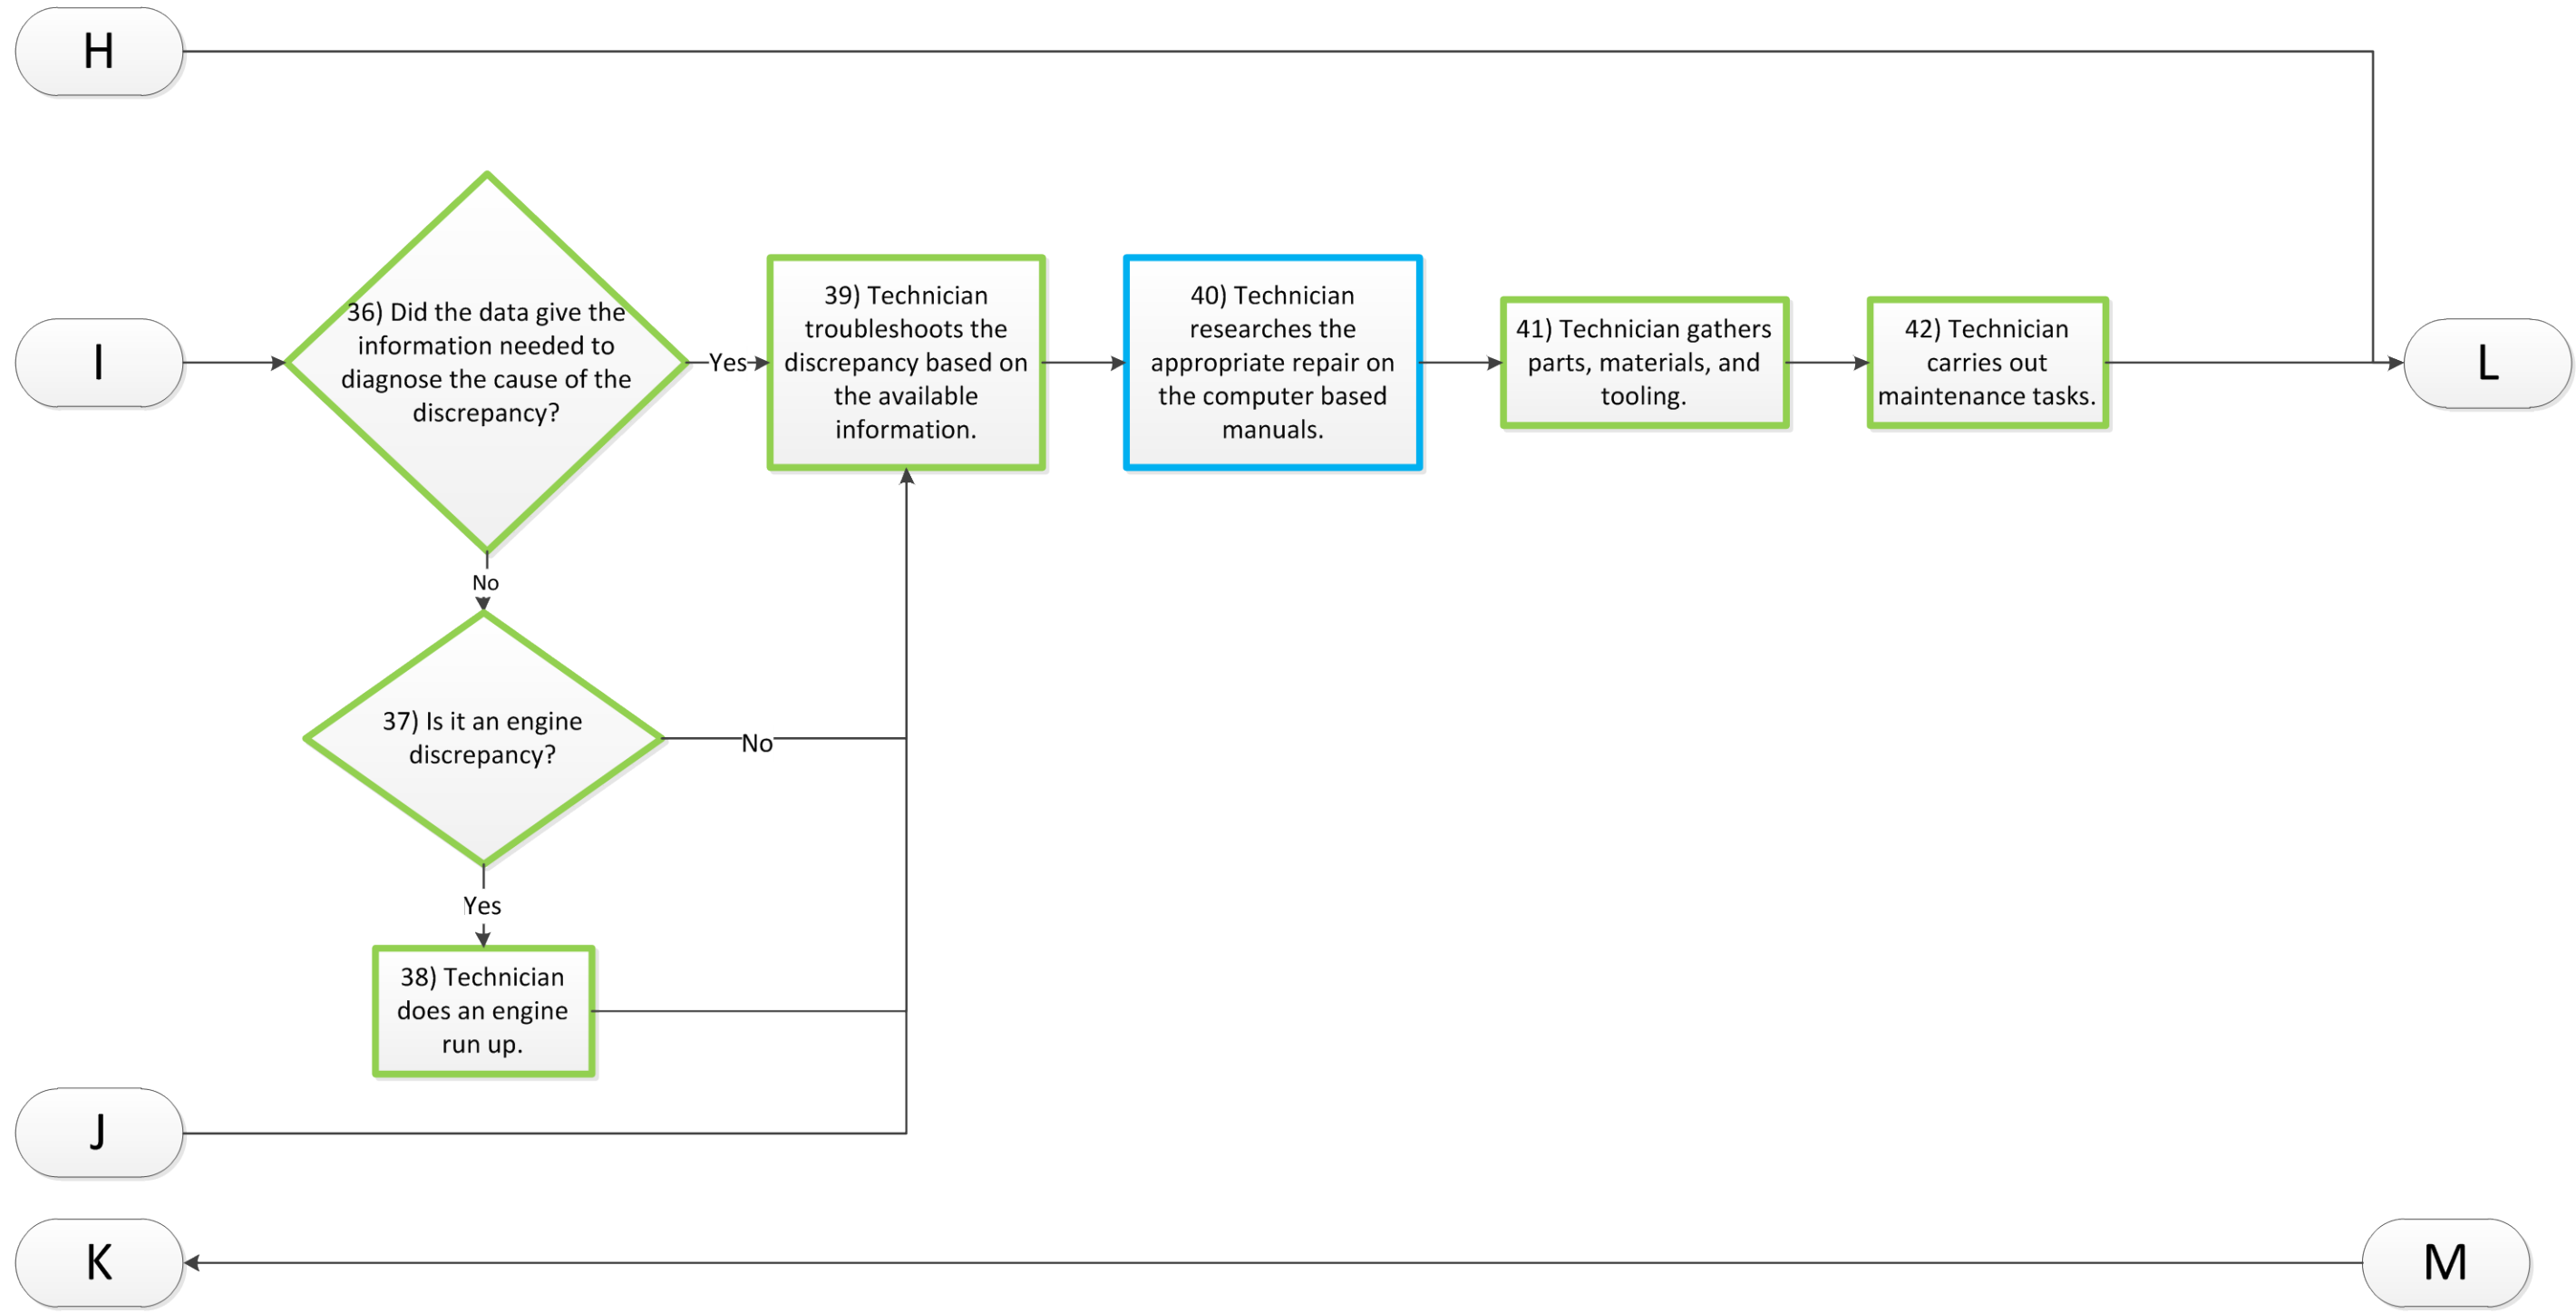 H
I
36) Did the data give the
information needed to
diagnose the cause of the
discrepancy?
Yes
39) Technician
troubleshoots the
discrepancy based on
the available
information.
40) Technician
researches the
appropriate repair on
the computer based
manuals.
41) Technician gathers
parts, materials, and
tooling.
42) Technician
carries out
maintenance tasks.
L
No
37) Is it an engine
discrepancy?
No
Yes
38) Technician
does an engine
run up.
J
K
M